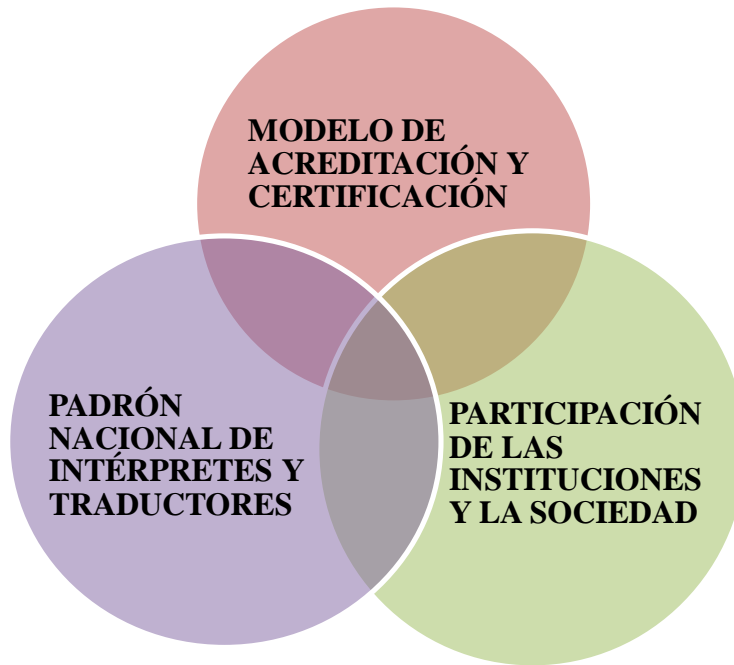 MODELO DE
ACREDITACIÓN Y
CERTIFICACIÓN
PADRÓN
NACIONAL DE
INTÉRPRETES Y
TRADUCTORES
PARTICIPACIÓN
DE LAS
INSTITUCIONES
Y LA SOCIEDAD